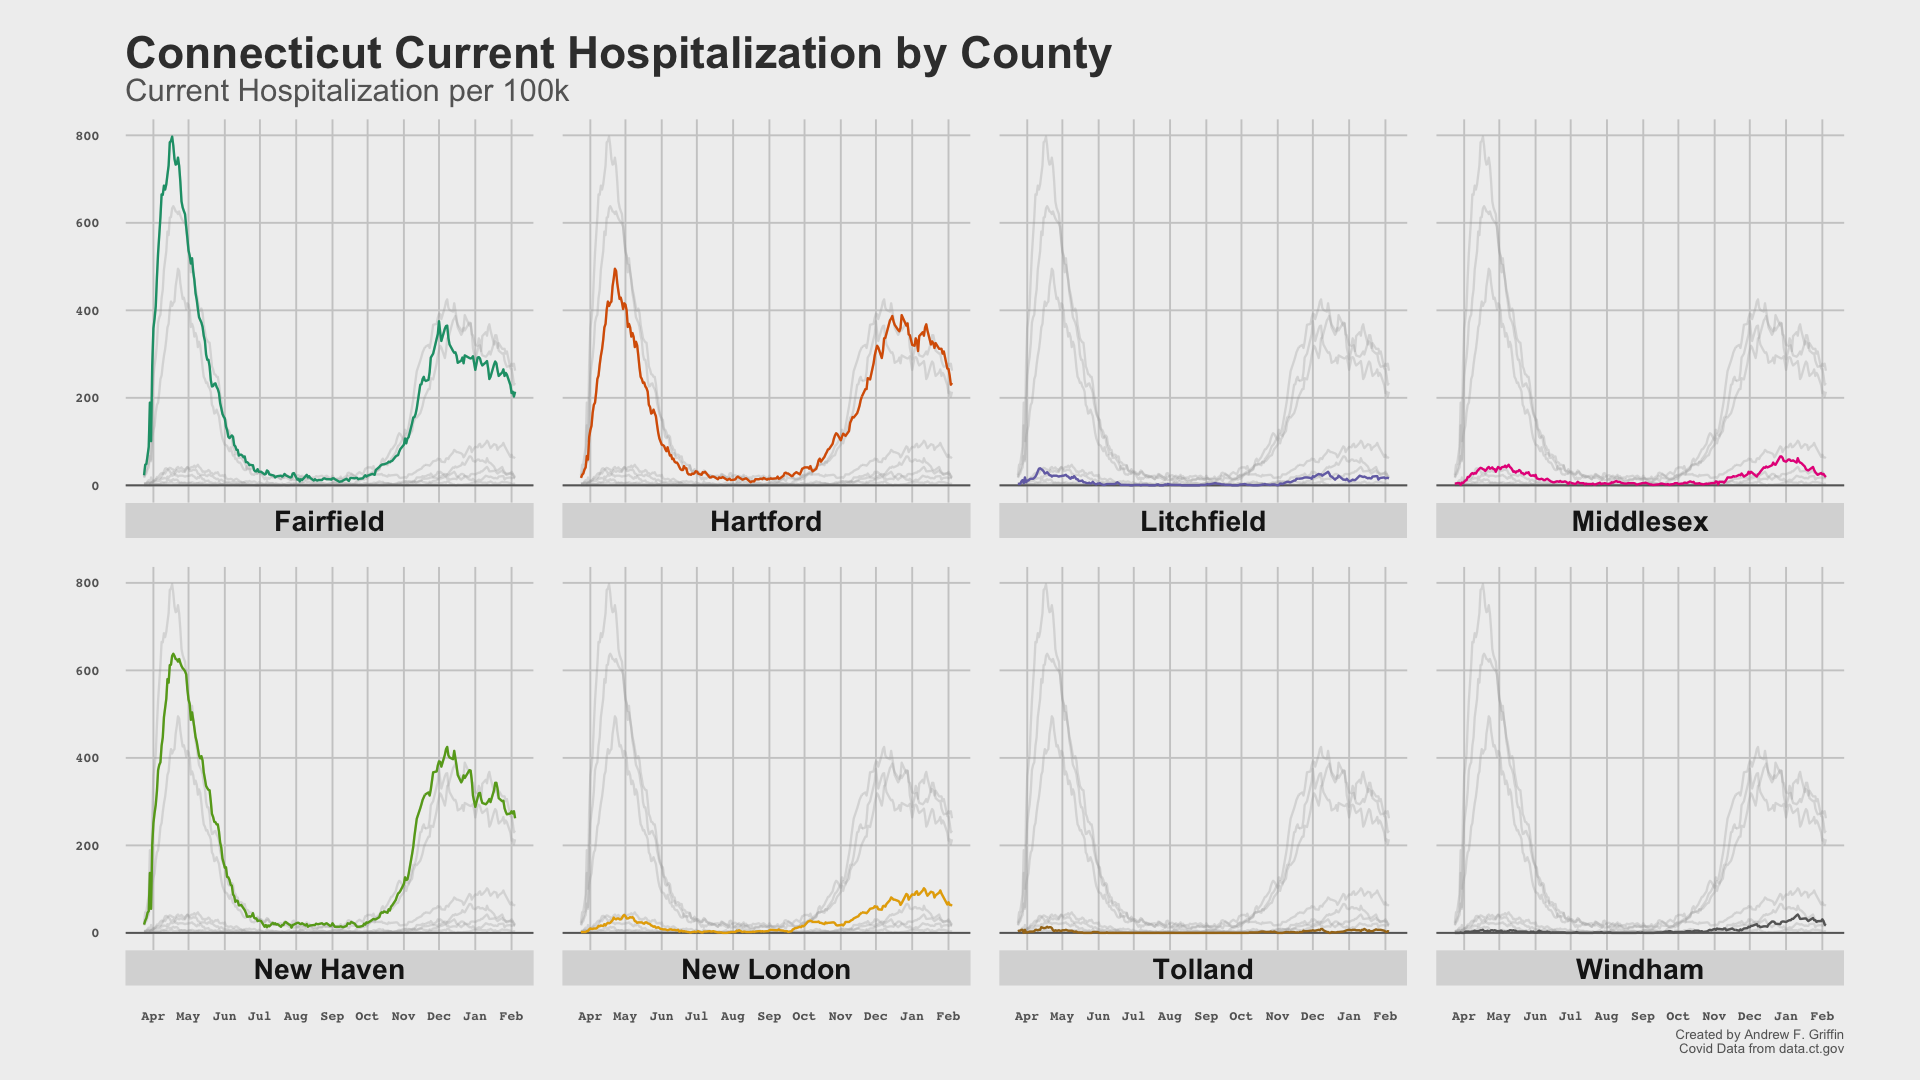 Connecticut Current Hospitalization by County
Current Hospitalization per 100k
800
600
400
200
0
Fairfield Hartford Litchfield Middlesex
800
600
400
200
0
New Haven New London Tolland Windham
Apr May Jun Jul Aug Sep Oct Nov Dec Jan Feb Apr May Jun Jul Aug Sep Oct Nov Dec Jan Feb Apr May Jun Jul Aug Sep Oct Nov Dec Jan Feb Apr May Jun Jul Aug Sep Oct Nov Dec Jan Feb
Created by Andrew F. Griffin
Covid Data from data.ct.gov